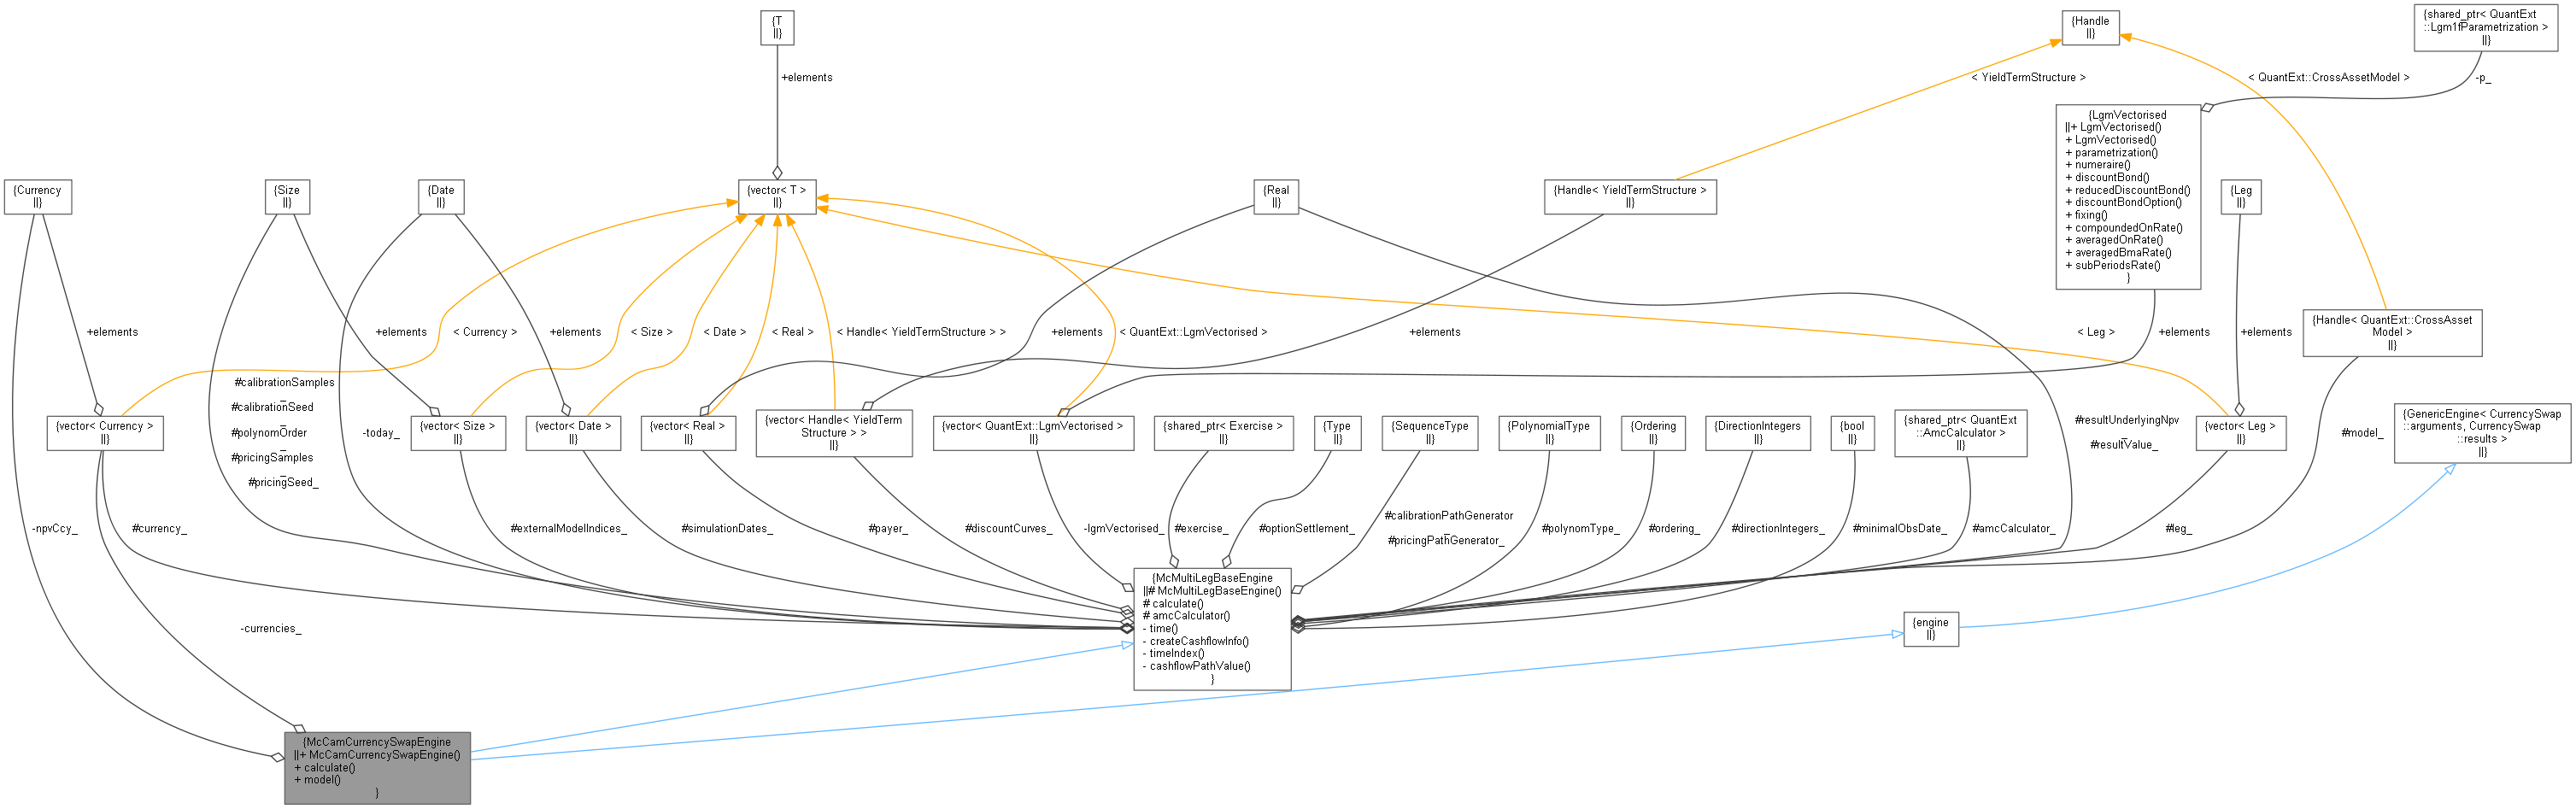 {T
||}
{Handle
||}
{shared_ptr< QuantExt
::Lgm1fParametrization >
||}
+elements
< YieldTermStructure >
< QuantExt::CrossAssetModel >
-p_
{LgmVectorised
||+ LgmVectorised()
+ LgmVectorised()
+ parametrization()
+ numeraire()
+ discountBond()
+ reducedDiscountBond()
+ discountBondOption()
+ fixing()
+ compoundedOnRate()
+ averagedOnRate()
+ averagedBmaRate()
+ subPeriodsRate()
}
{Currency
||}
{Size
||}
{Date
||}
{vector< T >
||}
{Real
||}
{Handle< YieldTermStructure >
||}
{Leg
||}
+elements
< Currency >
+elements
< Size >
+elements
< Date >
< Real >
< Handle< YieldTermStructure > >
+elements
< QuantExt::LgmVectorised >
+elements
< Leg >
+elements
+elements
{Handle< QuantExt::CrossAsset
Model >
||}
#calibrationSamples
_
#calibrationSeed
_
#polynomOrder
_
#pricingSamples
_
#pricingSeed_
-today_
{vector< Currency >
||}
{vector< Size >
||}
{vector< Date >
||}
{vector< Real >
||}
{vector< Handle< YieldTerm
Structure > >
||}
{vector< QuantExt::LgmVectorised >
||}
{shared_ptr< Exercise >
||}
{Type
||}
{SequenceType
||}
{PolynomialType
||}
{Ordering
||}
{DirectionIntegers
||}
{bool
||}
{shared_ptr< QuantExt
::AmcCalculator >
||}
#resultUnderlyingNpv
_
#resultValue_
{vector< Leg >
||}
#model_
{GenericEngine< CurrencySwap
::arguments, CurrencySwap
::results >
||}
-npvCcy_
#currency_
#externalModelIndices_
#simulationDates_
#payer_
#discountCurves_
-lgmVectorised_
#exercise_
#optionSettlement_
#calibrationPathGenerator
_
#pricingPathGenerator_
#polynomType_
#ordering_
#directionIntegers_
#minimalObsDate_
#amcCalculator_
#leg_
{McMultiLegBaseEngine
||# McMultiLegBaseEngine()
# calculate()
# amcCalculator()
- time()
- createCashflowInfo()
- timeIndex()
- cashflowPathValue()
}
-currencies_
{engine
||}
{McCamCurrencySwapEngine
||+ McCamCurrencySwapEngine()
+ calculate()
+ model()
}